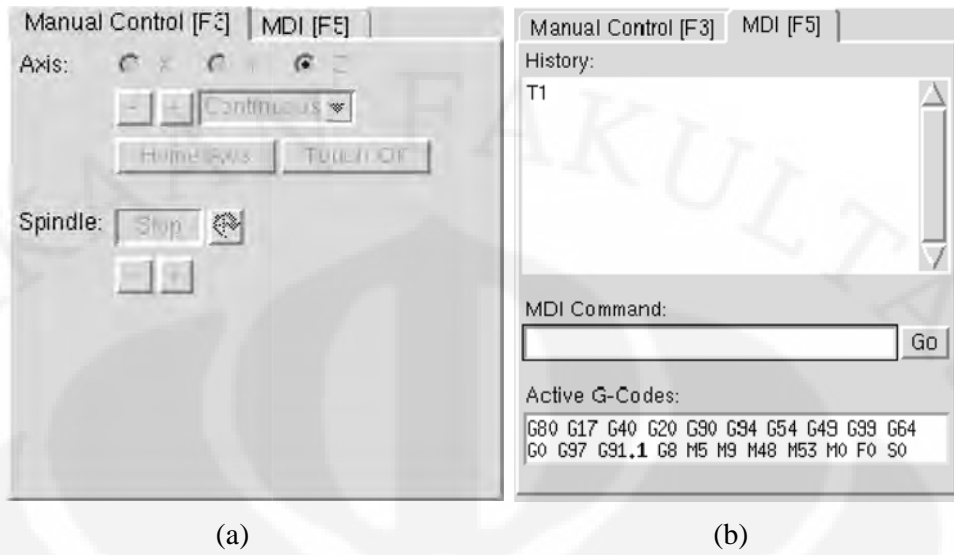 Manual Control [F3]
MDI [F5]
Axis:
Z
- + Continuous
Home Axis
Touch Off
Spindle:
Stop
- +
(a)
Manual Control [F3]
MDI [F5]
History:
T1
MDI Command:
Go
Active G-Codes:
G80 G17 G40 G20 G90 G94 G54 G49 G99 G64
G0 G97 G91.1 G8 M5 M9 M48 M53 M0 F0 S0
(b)